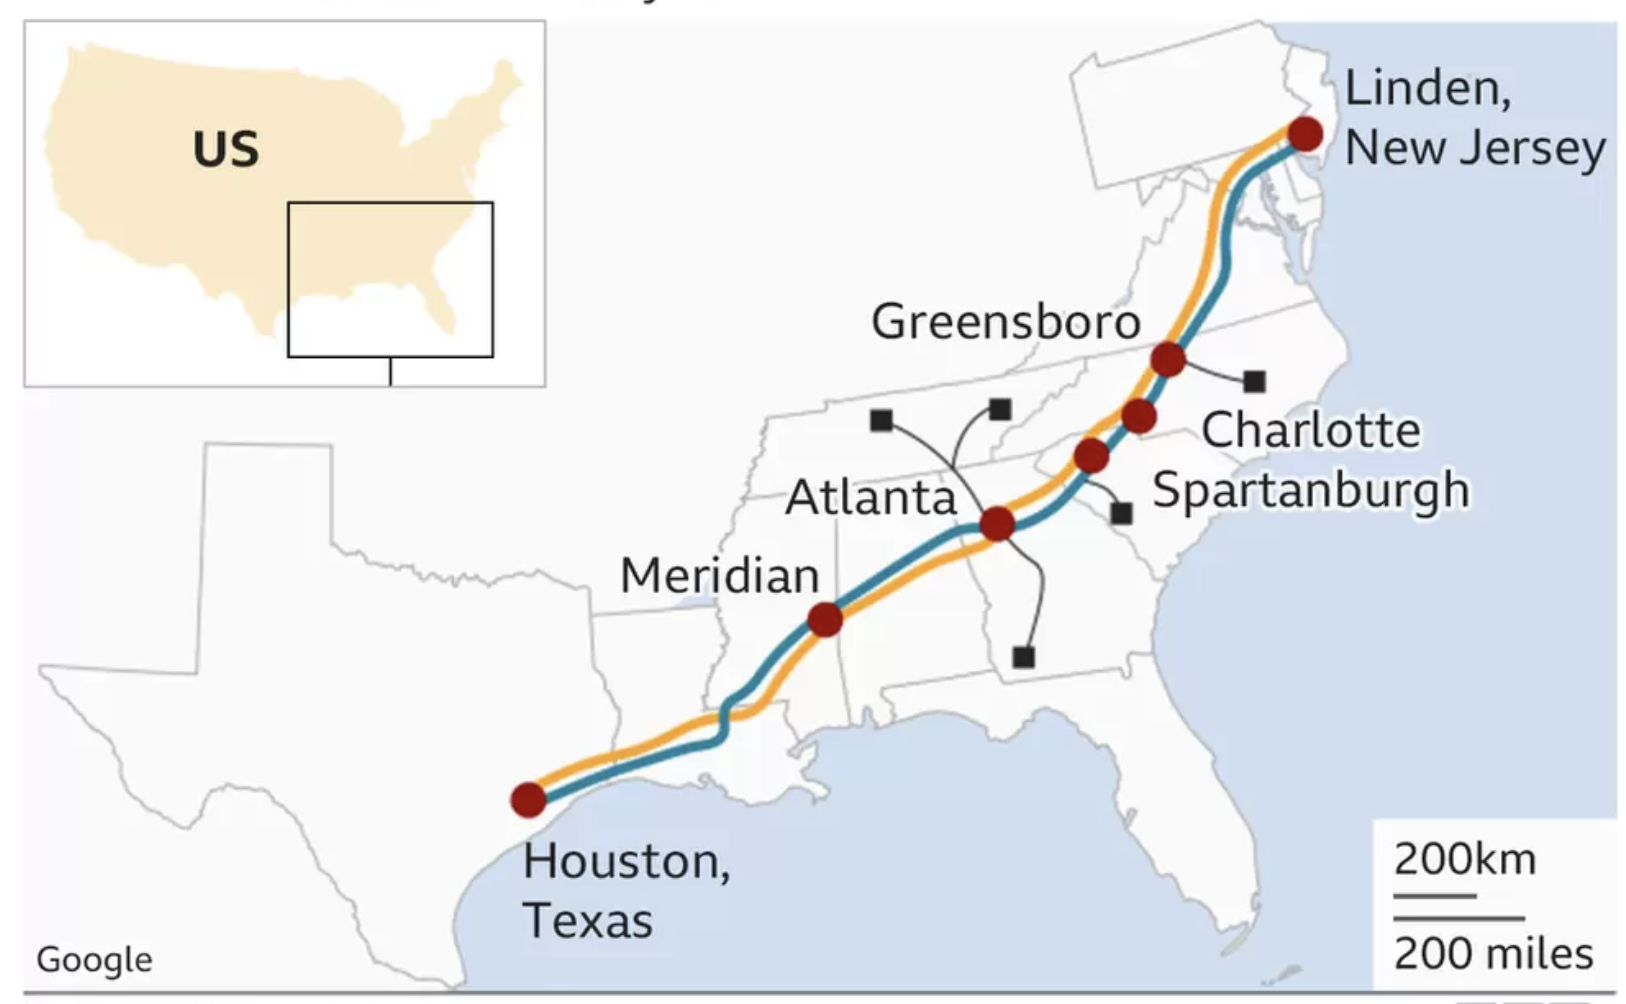 US
Linden,
New Jersey
Greensboro
Charlotte
Spartanburgh
Atlanta
Meridian
Houston,
Texas
200km
200 miles
Google